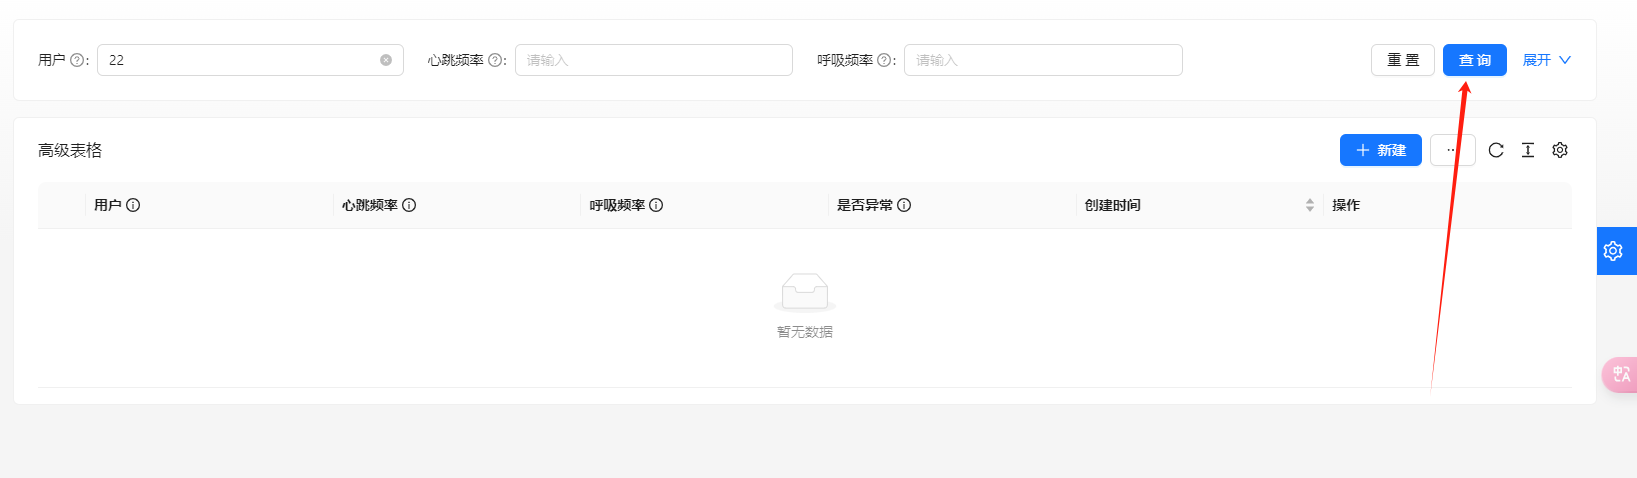 用户 ? : 22 心跳频率 ? : 请输入 呼吸频率 ? : 请输入 重 置 查 询 展开
高级表格 + 新建 ···
用户 心跳频率 呼吸频率 是否异常 创建时间 操作
暂无数据
中 A